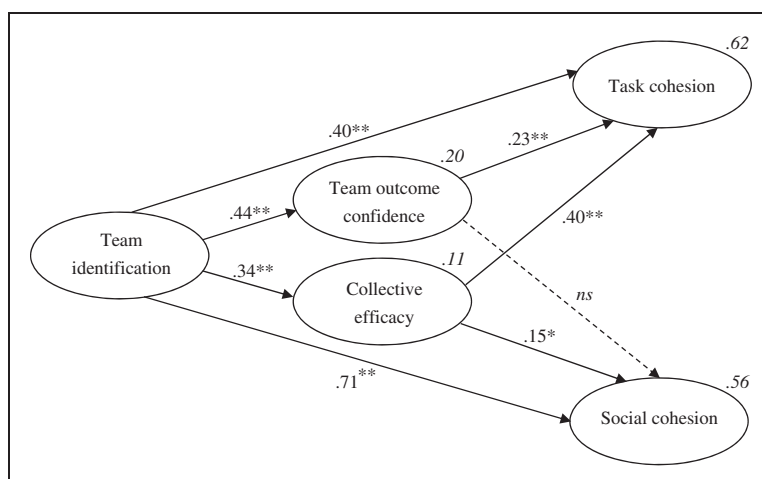 .62
Task cohesion
.40**
.23**
.20
Team outcome
confidence
.44**
.40**
Team
identification
.11
.34**
Collective
efficacy
ns
.15*
.71**
.56
Social cohesion